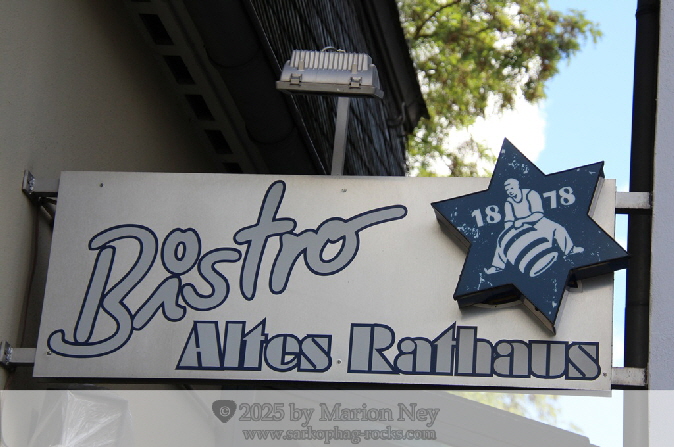 Bistro
18 78
Altes Rathaus
2025 by Marion Ney
www.sarkophag-rocks.com